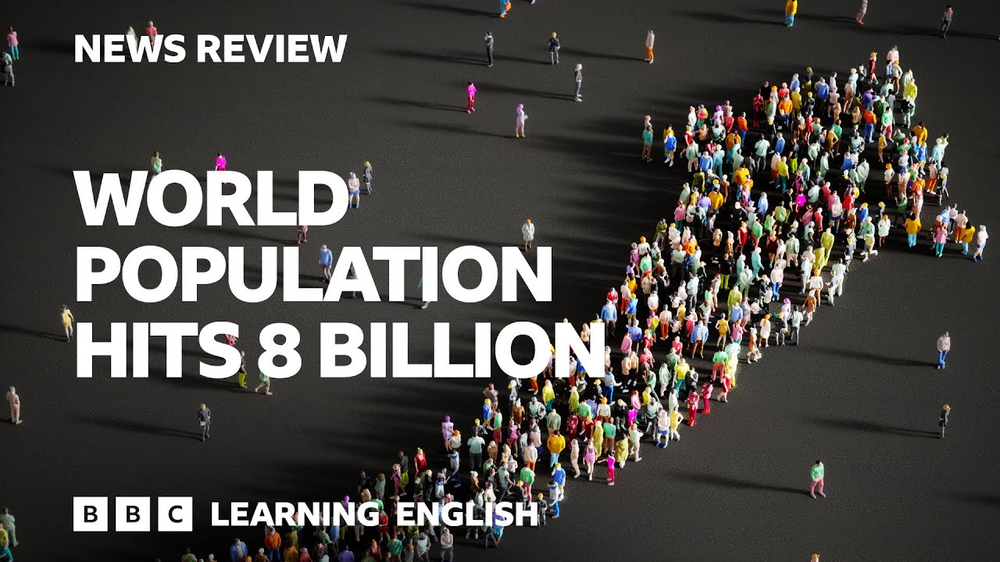 NEWS REVIEW
WORLD
POPULATION
HITS 8 BILLION
BBC LEARNING ENGLISH